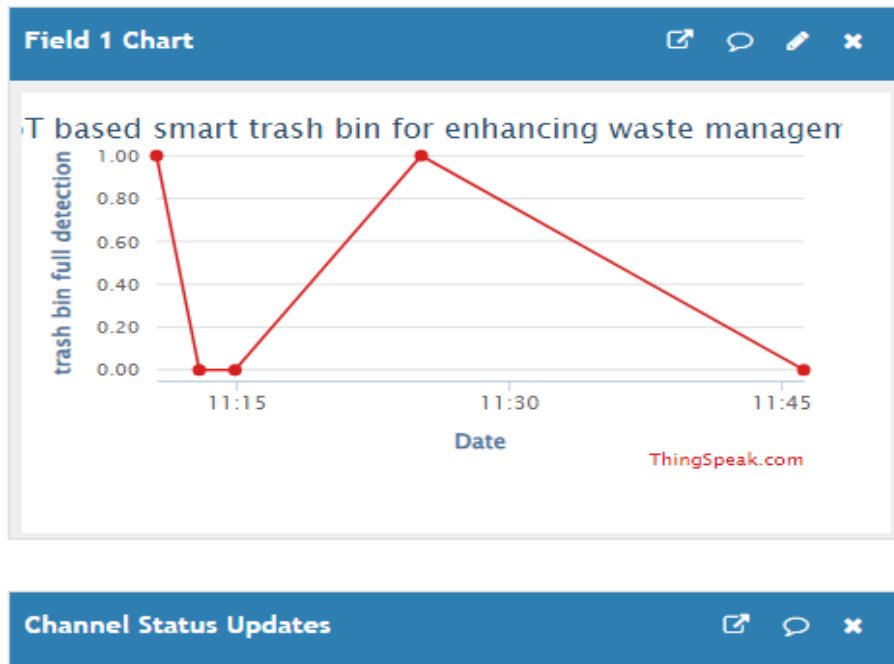 Field 1 Chart
T based smart trash bin for enhancing waste managem
trash bin full detection
1.00
0.80
0.60
0.40
0.20
0.00
11:15 11:30 11:45
Date
ThingSpeak.com
Channel Status Updates